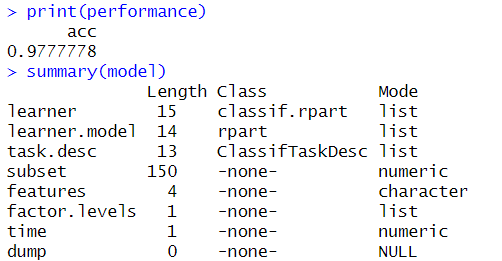 > print(performance)
      acc
0.9777778
> summary(model)
              Length Class           Mode
learner        15    classif.rpart   list
learner.model  14    rpart           list
task.desc      13    ClassifTaskDesc list
subset        150    -none-          numeric
features        4    -none-          character
factor.levels   1    -none-          list
time            1    -none-          numeric
dump            0    -none-          NULL